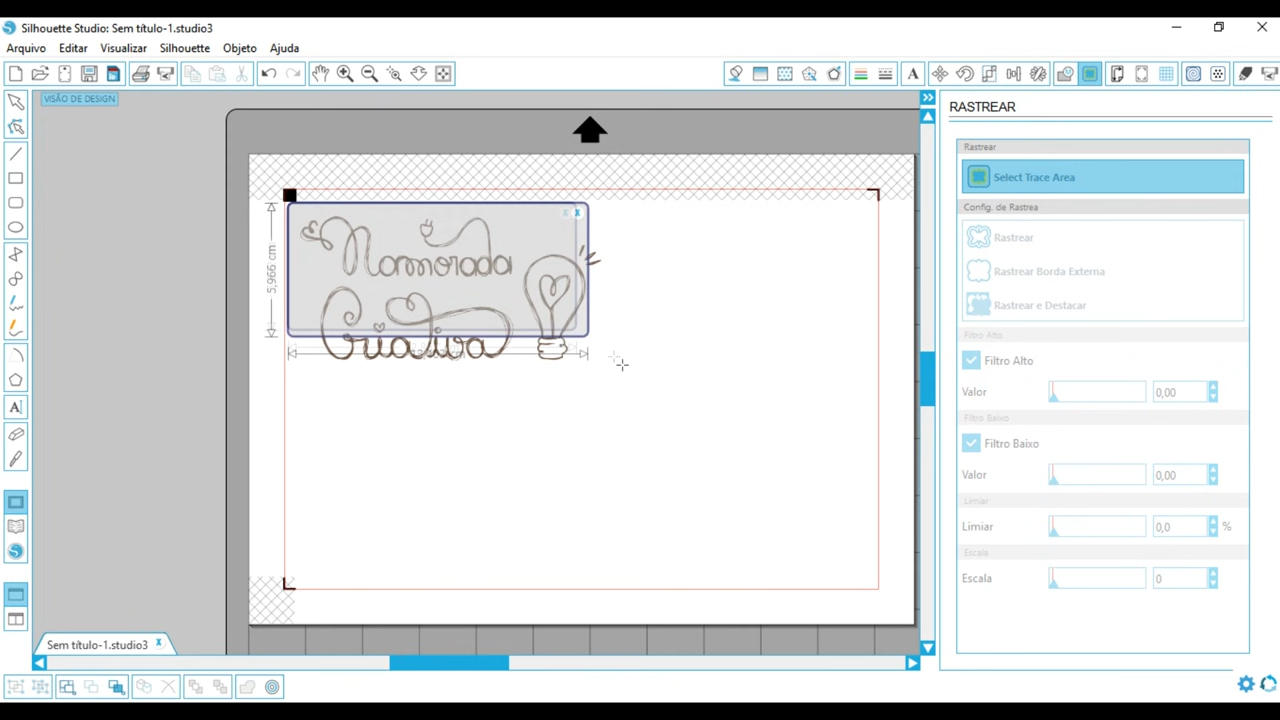 Silhouette Studio: Sem título-1.studio3
Arquivo Editar Visualizar Silhouette Objeto Ajuda
VISÃO DE DESIGN
RASTREAR
Rastrear
Select Trace Area
Config. de Rastrea
Rastrear
Rastrear Borda Externa
Rastrear e Destacar
Filtro Alto
Filtro Alto
Valor 0,00
Filtro Baixo
Filtro Baixo
Valor 0,00
Limiar
Limiar 0,0 %
Escala
Escala 0
5,966 cm
Namorada
Criativa
Sem título-1.studio3